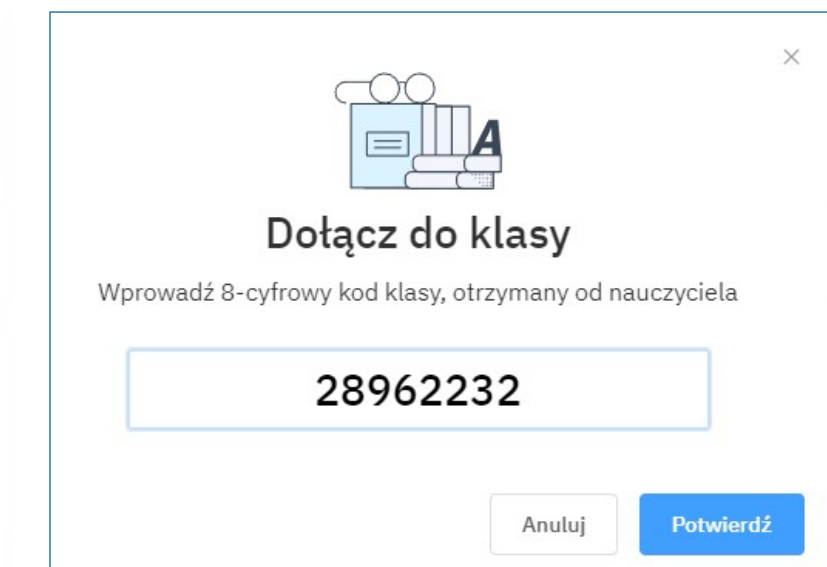 A
Dołącz do klasy
Wprowadź 8-cyfrowy kod klasy, otrzymany od nauczyciela
28962232
Anuluj Potwierdź